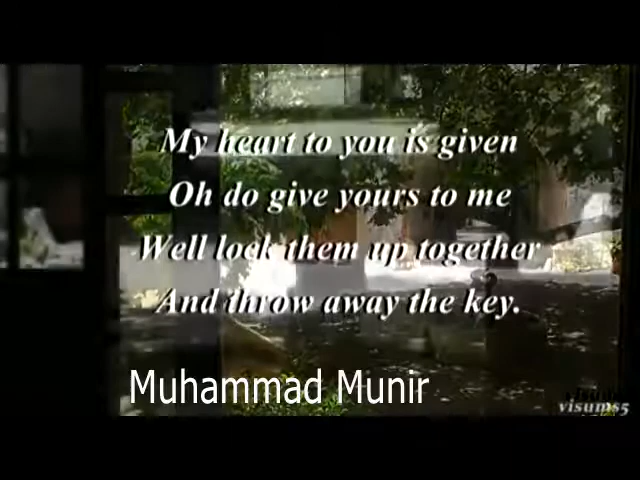 My heart to you is given
Oh do give yours to me
Well lock them up together
And throw away the key.
Muhammad Munir
visums5